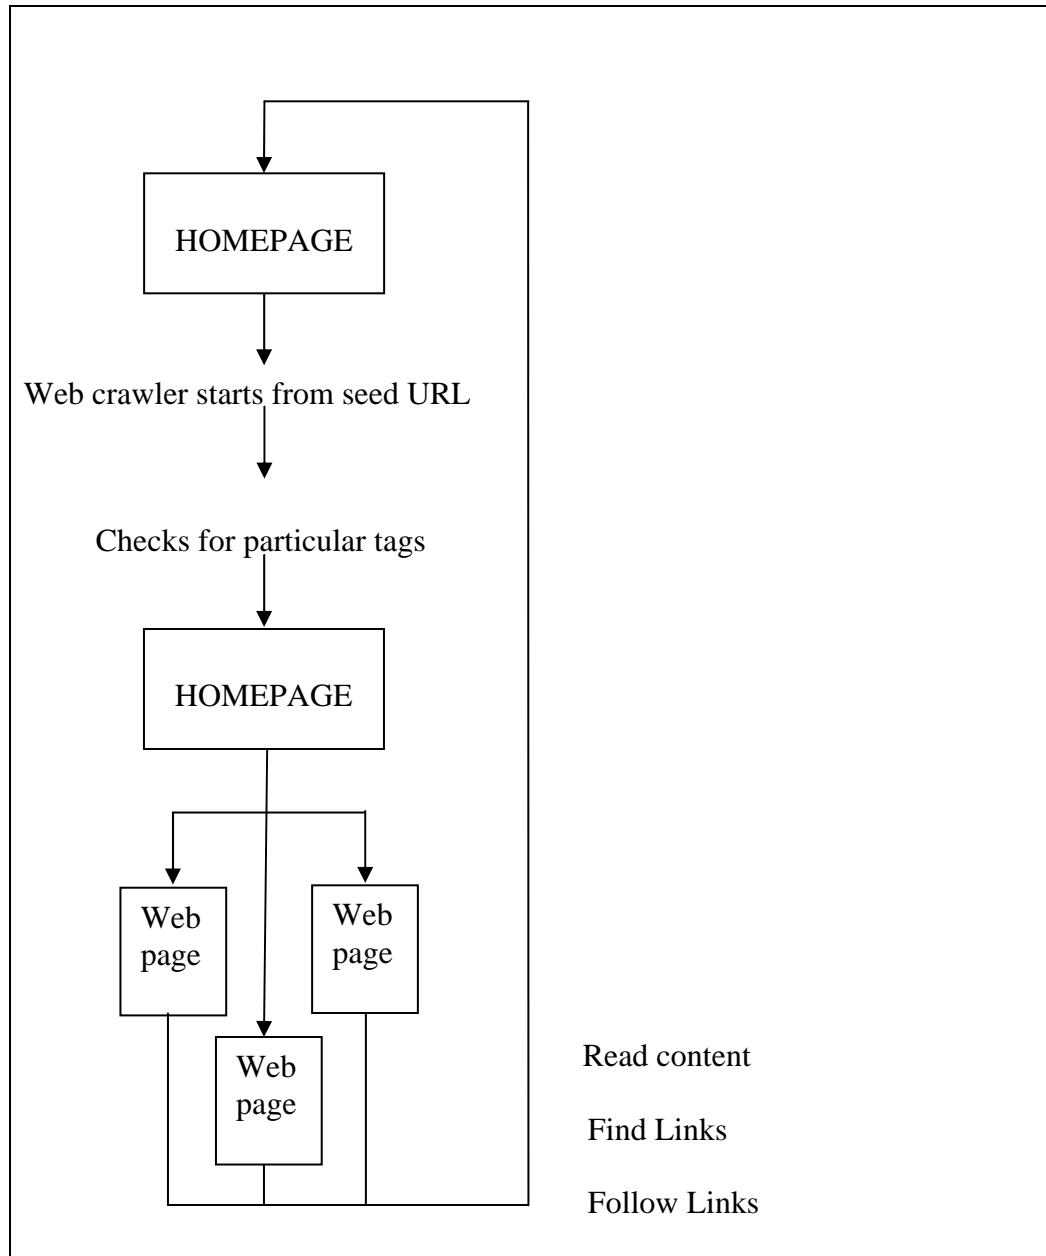 HOMEPAGE
Web crawler starts from seed URL
Checks for particular tags
HOMEPAGE
Web
page
Web
page
Web
page
Read content
Find Links
Follow Links